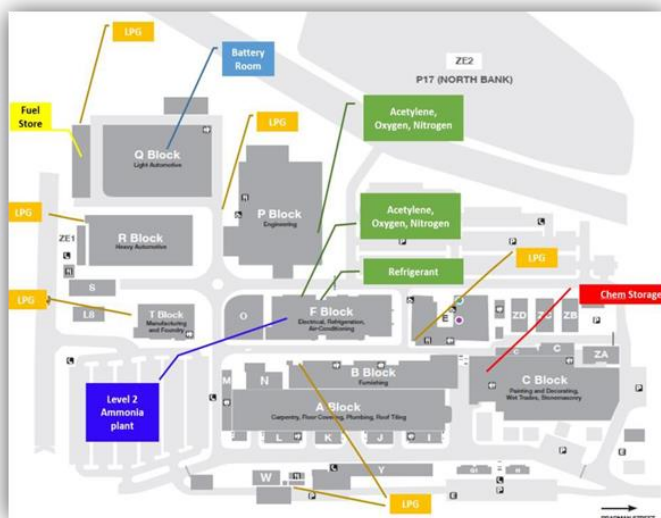 LPG
Battery
Room
ZE2
P17 (NORTH BANK)
Fuel
Store
LPG
Acetylene,
Oxygen, Nitrogen
Q Block
Light Automotive
P Block
Engineering
LPG
R Block
Heavy Automotive
ZE1
Acetylene,
Oxygen, Nitrogen
Refrigerant
LPG
Chem Storage
S
LPG
L8
T Block
Manufacturing
and Foundry
O
F Block
Electrical, Refrigeration,
Air-Conditioning
E
ZD
ZC
ZB
ZA
C
C
Level 2
Ammonia
plant
M
N
B Block
Furnishing
A Block
Carpentry, Floor Covering, Plumbing, Roof Tiling
C Block
Painting and Decorating,
Wet Trades, Stonemasonry
L
K
J
I
W
Y
LPG